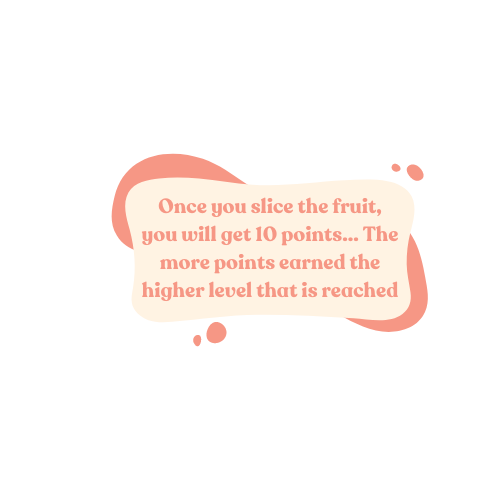 Once you slice the fruit,
you will get 10 points... The
more points earned the
higher level that is reached